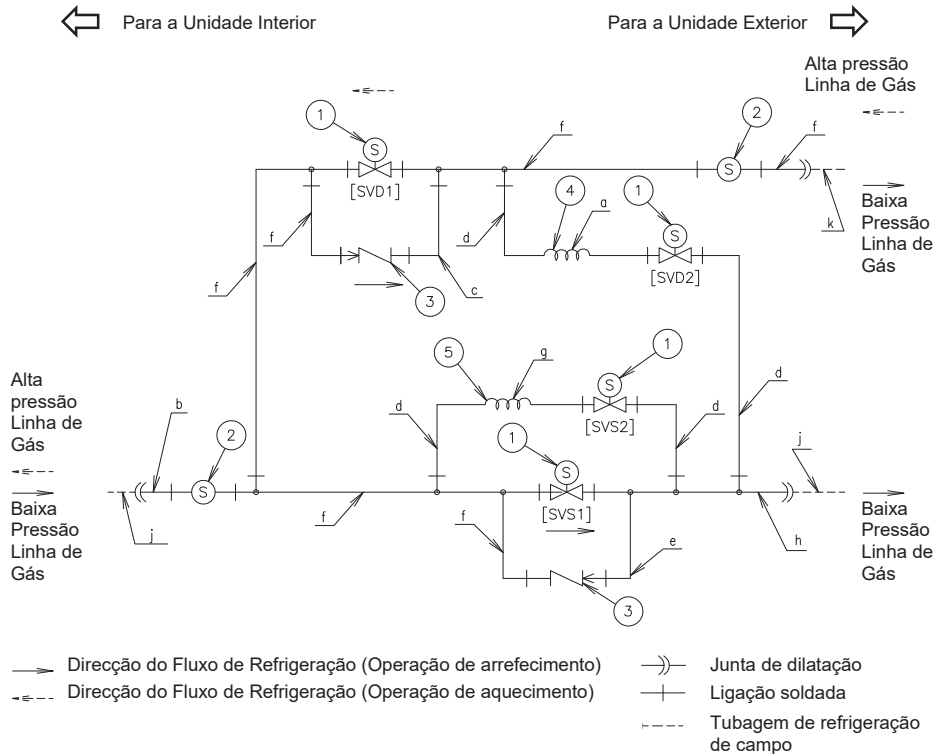 Para a Unidade Interior
Para a Unidade Exterior
Alta pressão
Linha de Gás
1
2
f
f
S
S
[SVD1]
k
Baixa
Pressão
Linha de
Gás
4
a
1
f
d
S
[SVD2]
f
c
3
5
g
1
Alta
pressão
Linha de
Gás
S
[SVS2]
d
d
d
b
2
1
j
S
S
Baixa
Pressão
Linha de
Gás
j
f
[SVS1]
f
e
h
Baixa
Pressão
Linha de
Gás
3
Direcção do Fluxo de Refrigeração (Operação de arrefecimento)
Junta de dilatação
Direcção do Fluxo de Refrigeração (Operação de aquecimento)
Ligação soldada
Tubagem de refrigeração
de campo